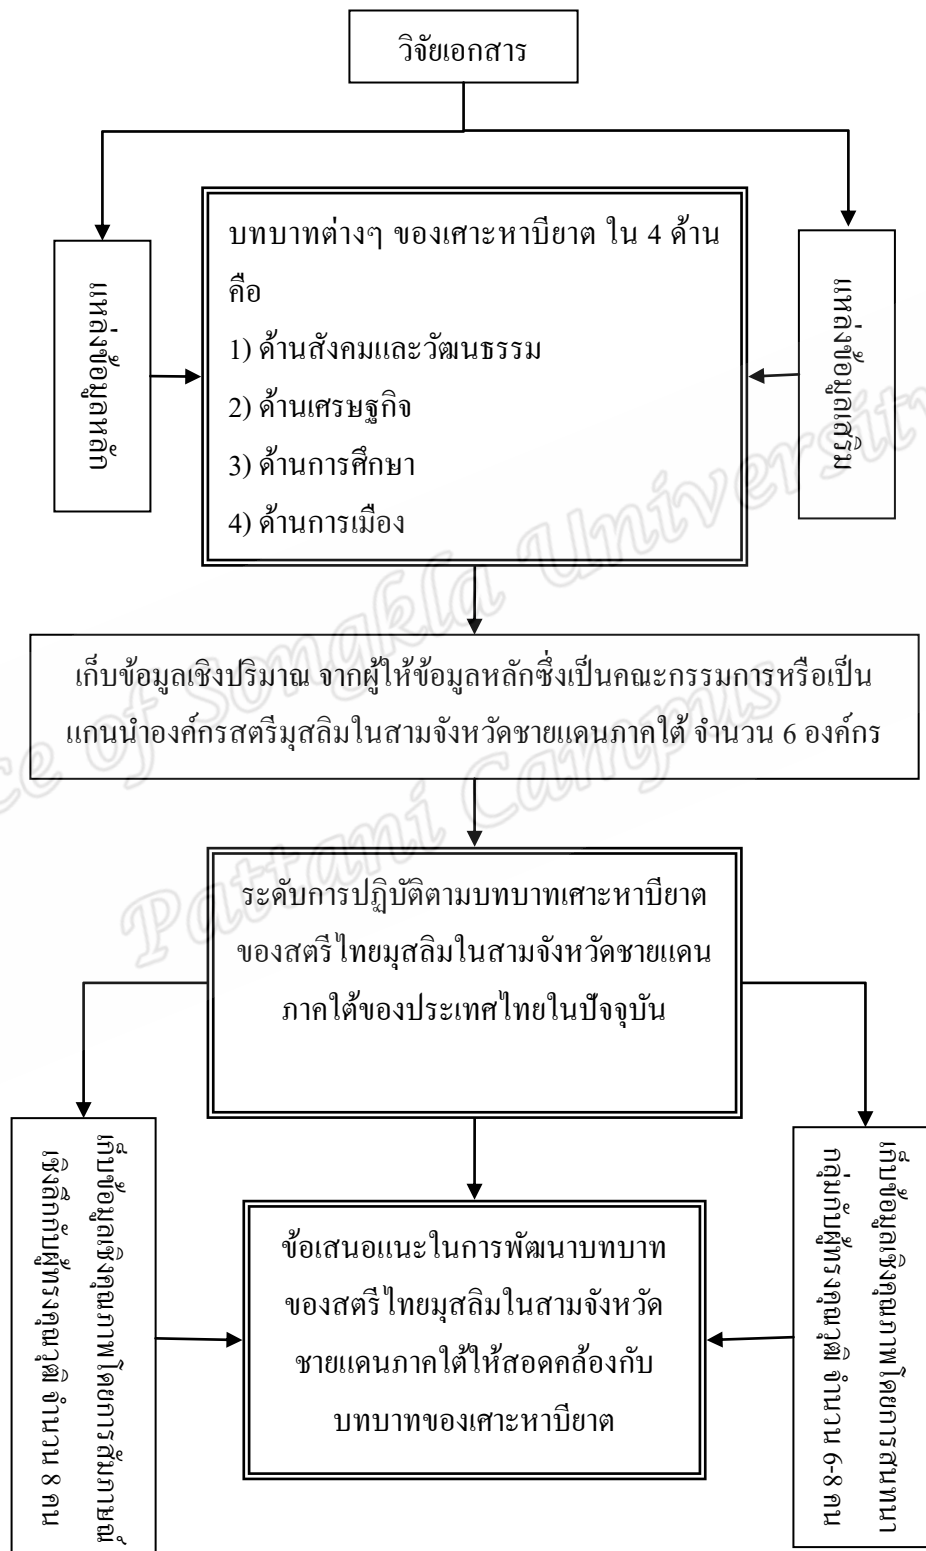 วิจัยเอกสาร
แหล่งข้อมูลหลัก
บทบาทต่างๆ ของเศาะหาบียาต ใน 4 ด้าน
คือ
1) ด้านสังคมและวัฒนธรรม
2) ด้านเศรษฐกิจ
3) ด้านการศึกษา
4) ด้านการเมือง
แหล่งข้อมูลเสริม
เก็บข้อมูลเชิงปริมาณ จากผู้ให้ข้อมูลหลักซึ่งเป็นคณะกรรมการหรือเป็น
แกนนำองค์กรสตรีมุสลิมในสามจังหวัดชายแดนภาคใต้ จำนวน 6 องค์กร
ระดับการปฏิบัติตามบทบาทเศาะหาบียาต
ของสตรีไทยมุสลิมในสามจังหวัดชายแดน
ภาคใต้ของประเทศไทยในปัจจุบัน
เก็บข้อมูลเชิงคุณภาพโดยการสัมภาษณ์
เชิงลึกกับผู้ทรงคุณวุฒิ จำนวน 8 คน
ข้อเสนอแนะในการพัฒนาบทบาท
ของสตรีไทยมุสลิมในสามจังหวัด
ชายแดนภาคใต้ให้สอดคล้องกับ
บทบาทของเศาะหาบียาต
เก็บข้อมูลเชิงคุณภาพโดยการสนทนา
กลุ่มกับผู้ทรงคุณวุฒิ จำนวน 6-8 คน
ce of Songkla University
Pattani Campus